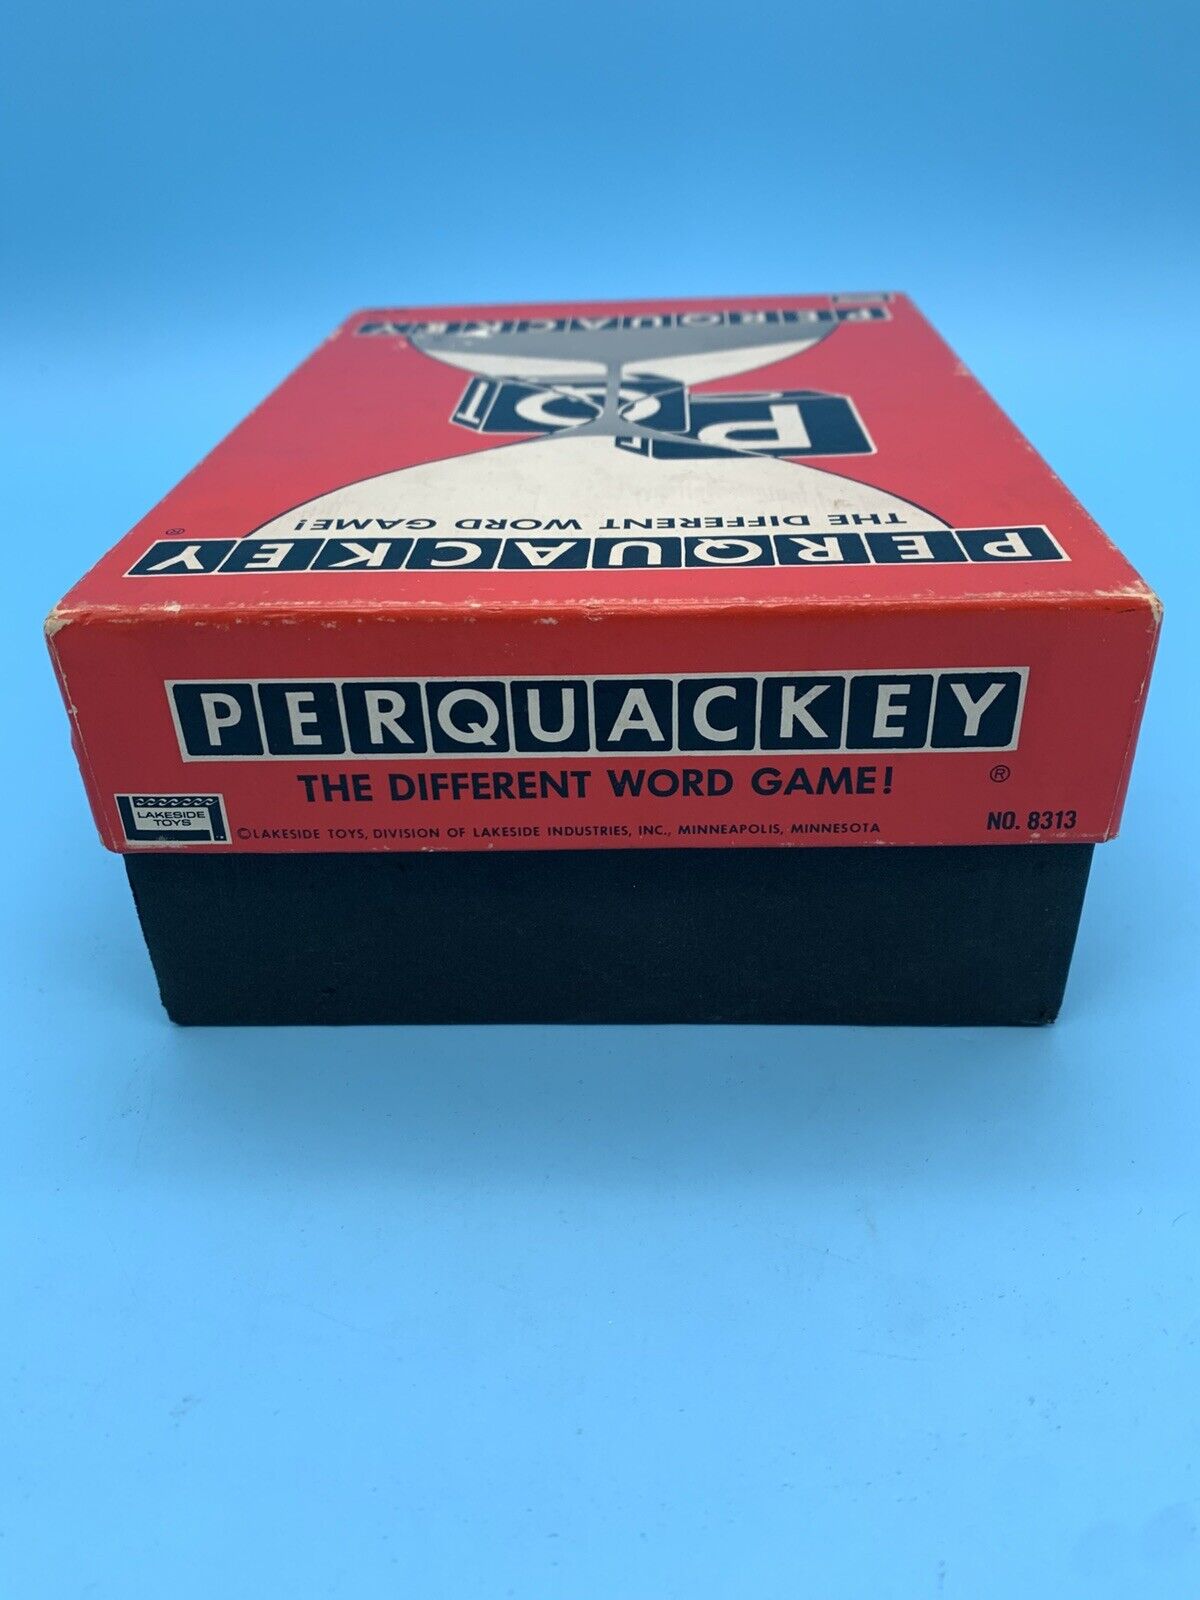 PERQUACKEY
P
O
T
PERQUACKEY ®
THE DIFFERENT WORD GAME!
PERQUACKEY
THE DIFFERENT WORD GAME! ®
LAKESIDE
TOYS
©LAKESIDE TOYS, DIVISION OF LAKESIDE INDUSTRIES, INC., MINNEAPOLIS, MINNESOTA
NO. 8313